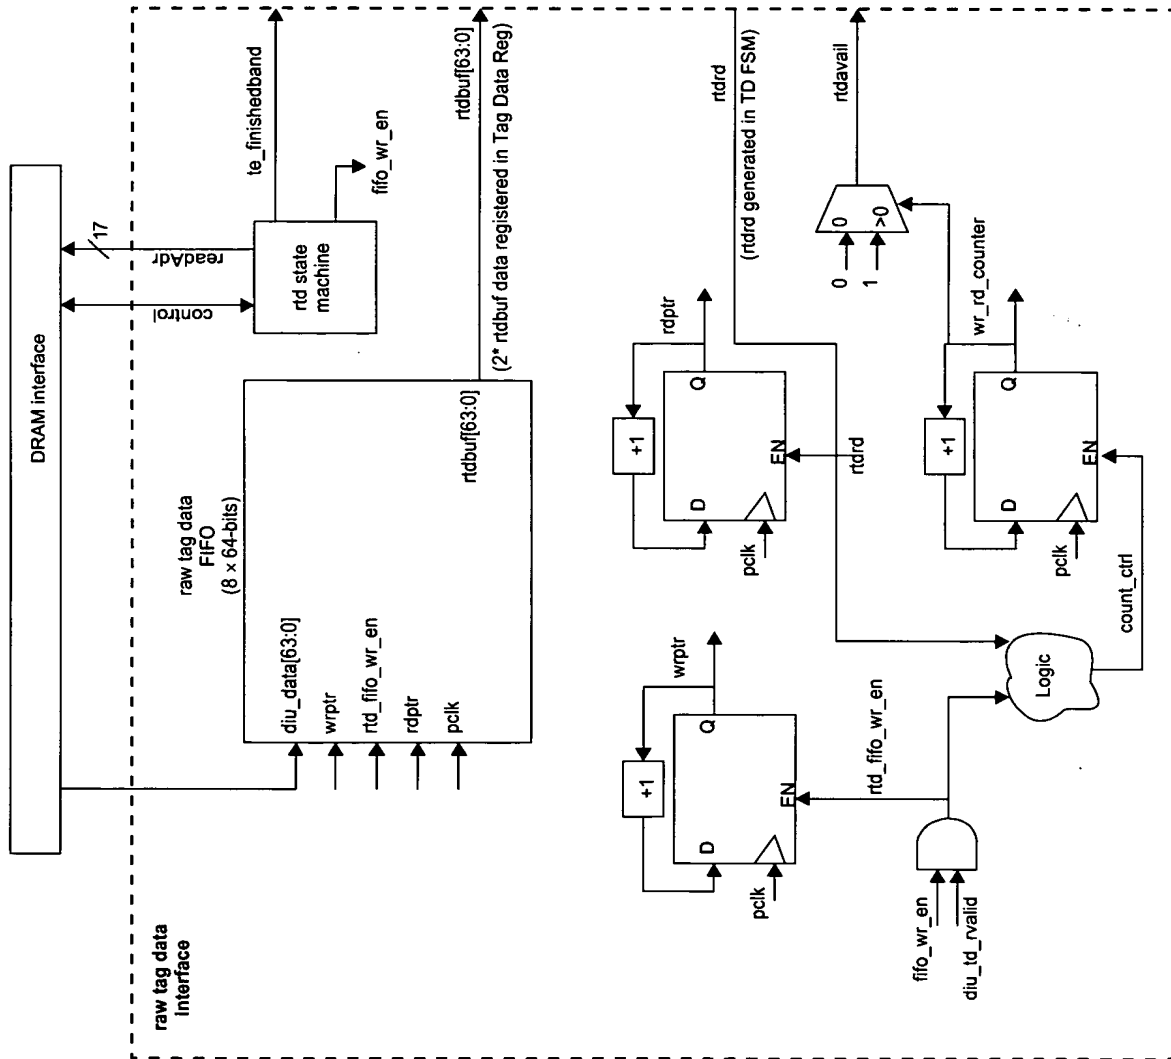 DRAM interface
control
readAdr
17
te_finishedband
rtd state
machine
fifo_wr_en
raw tag data
FIFO
(8 × 64-bits)
diu_data[63:0]
wrptr
rtd_fifo_wr_en
rdptr
pclk
rtdbuf[63:0]
rtdbuf[63:0]
(2* rtdbuf data registered in Tag Data Reg)
raw tag data
Interface
rtdrd
(rtdrd generated in TD FSM)
+1
wrptr
D
Q
EN
pclk
rtd_fifo_wr_en
fifo_wr_en
diu_td_rvalid
+1
rdptr
D
Q
EN
pclk
rtdrd
Logic
count_ctrl
+1
wr_rd_counter
D
Q
EN
pclk
0
1
0
>0
rtdavail